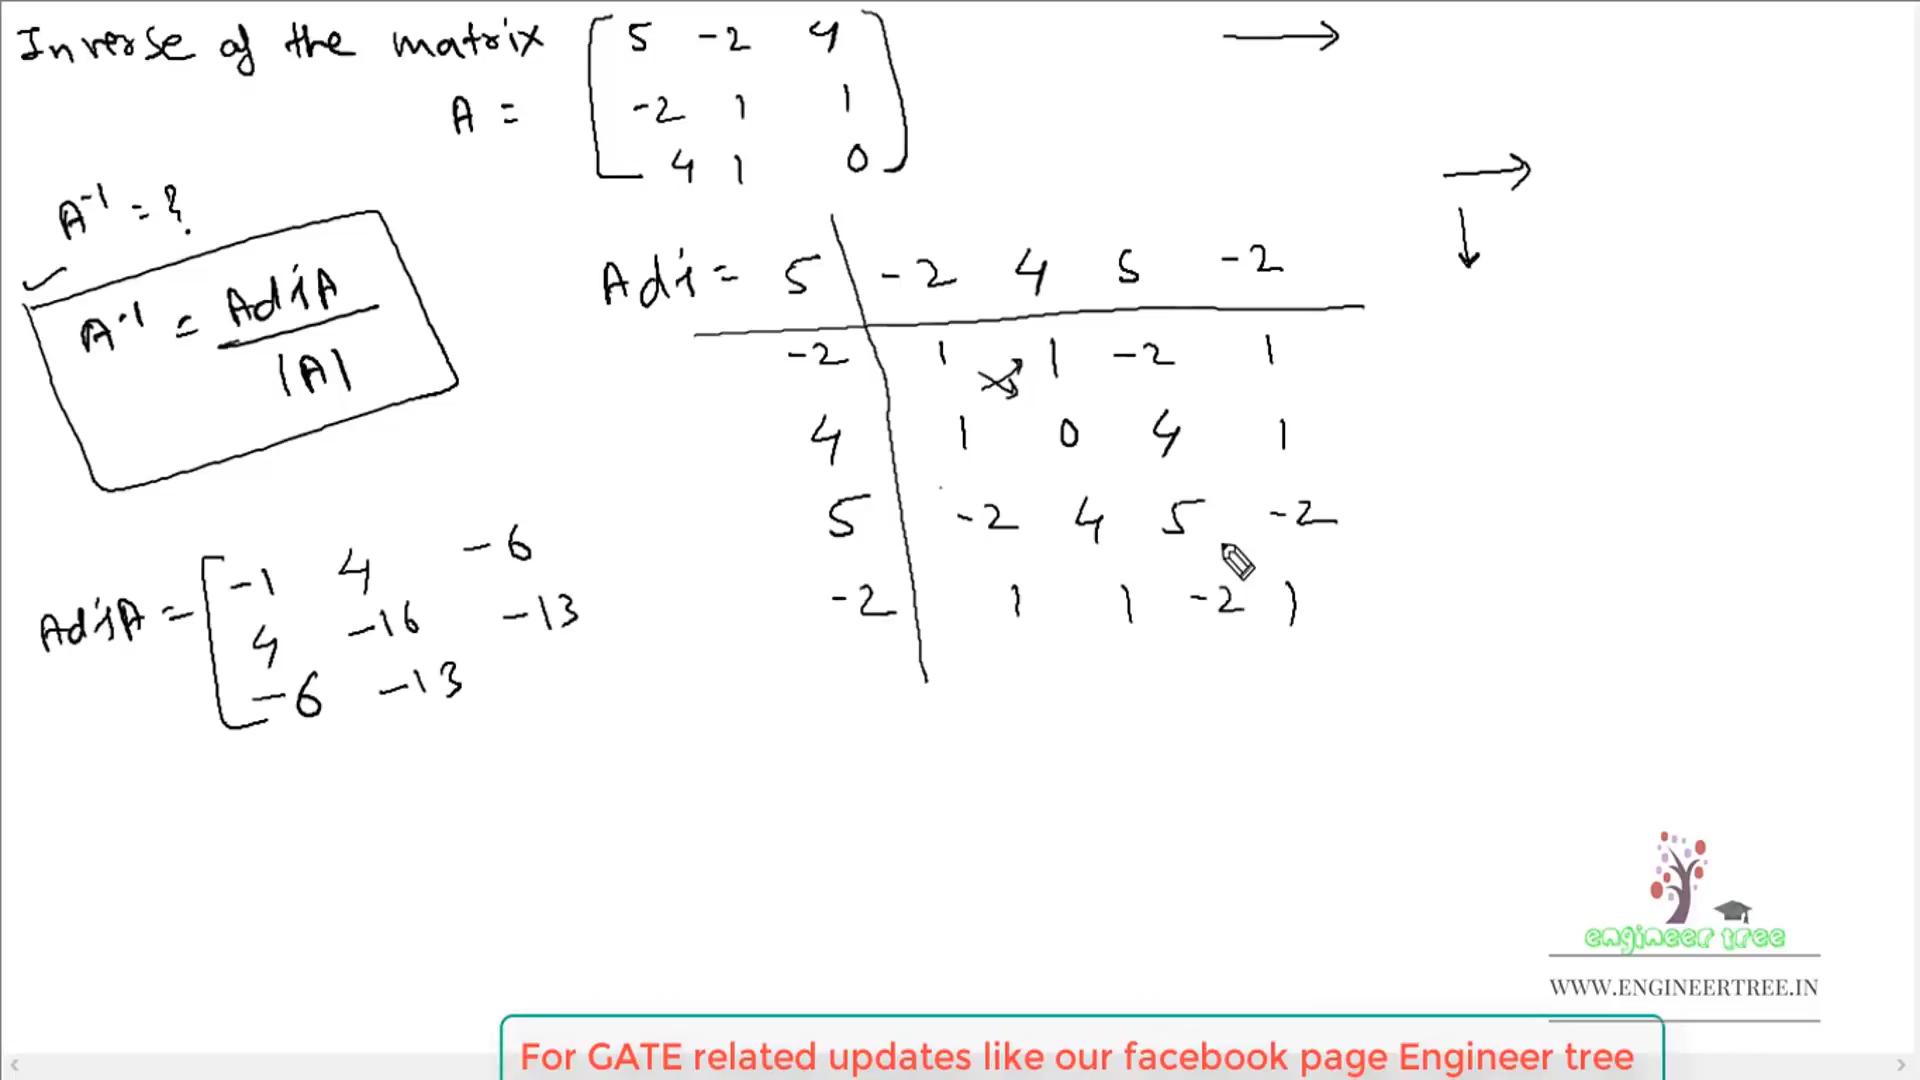 Inverse of the matrix [ 5 -2 4
A = -2 1 1
4 1 0 ]
A⁻¹ = ?
A⁻¹ = AdjA
|A|
Adj = 5 -2 4 5 -2
-2 1 1 -2 1
4 1 0 4 1
5 -2 4 5 -2
-2 1 1 -2 1
AdjA = [ -1 4 -6
4 -16 -13
-6 -13
engineer tree
WWW.ENGINEERTREE.IN
For GATE related updates like our facebook page Engineer tree